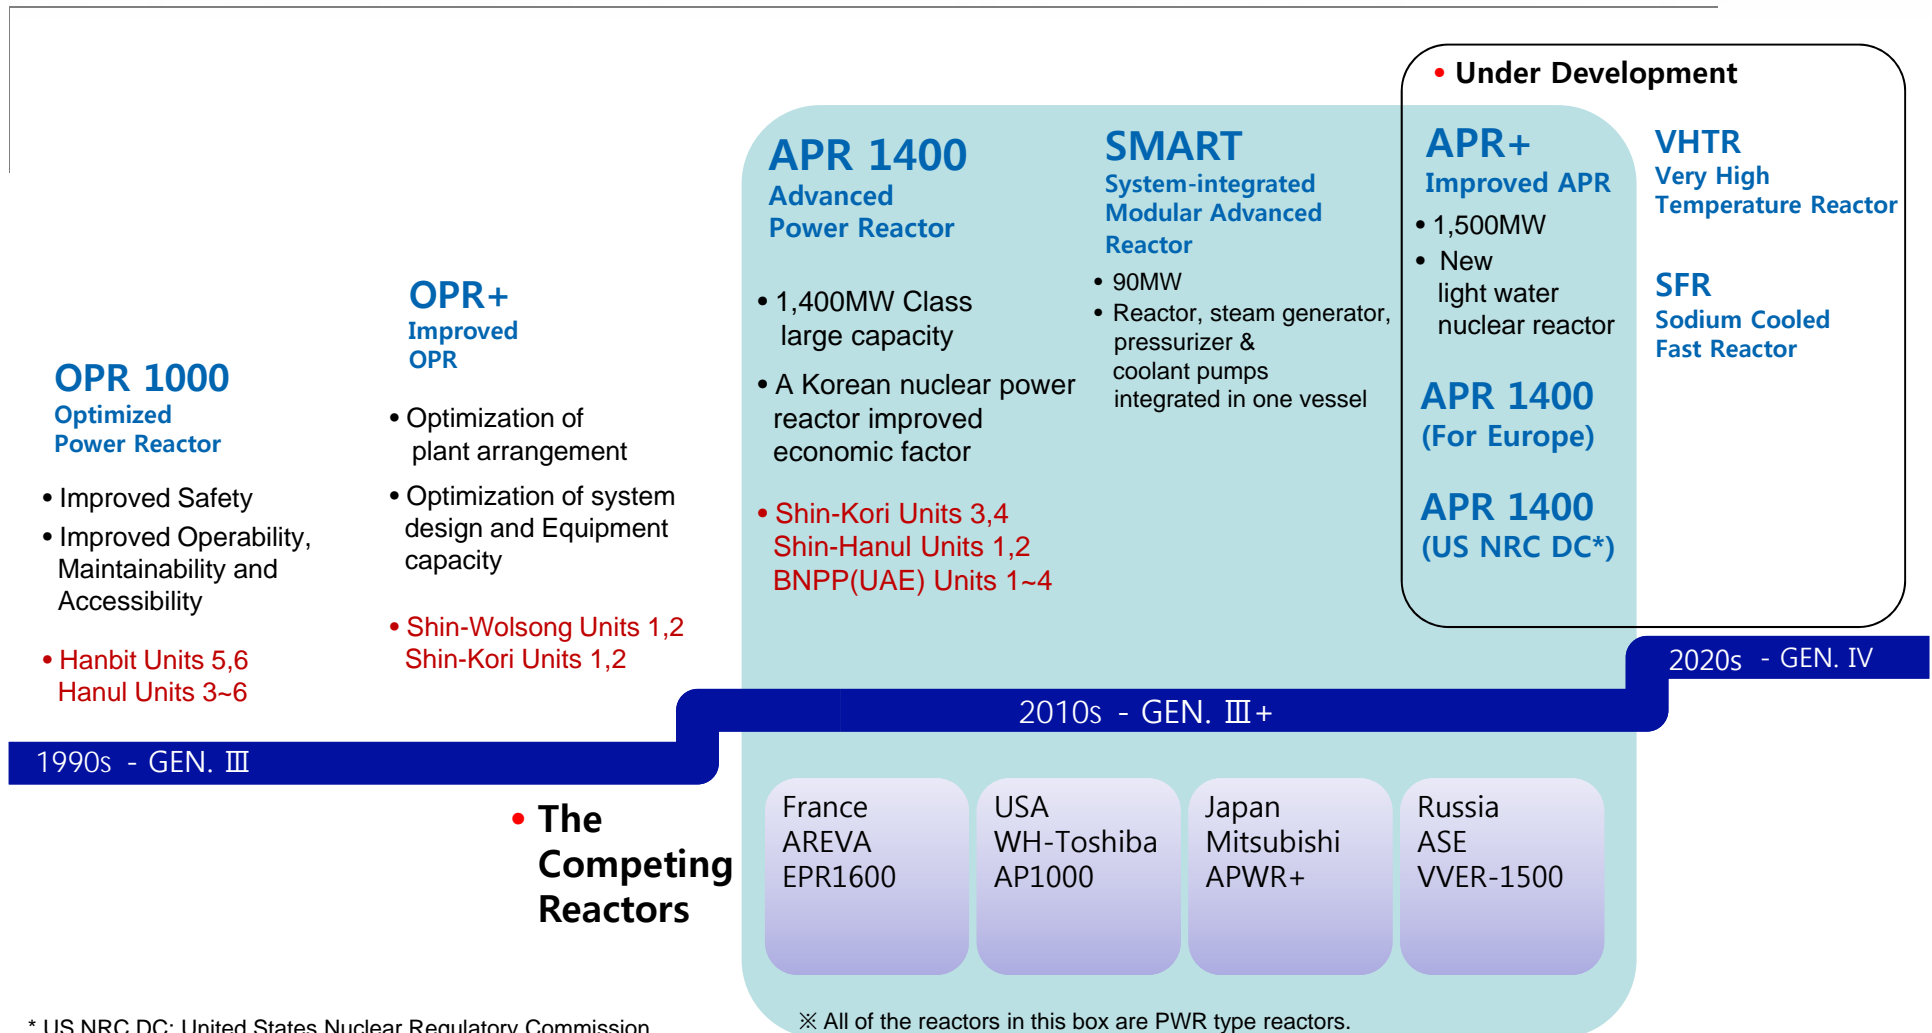 • Under Development
OPR 1000
Optimized
Power Reactor
• Improved Safety
• Improved Operability,
Maintainability and
Accessibility
• Hanbit Units 5,6
Hanul Units 3~6
OPR+
Improved
OPR
• Optimization of
plant arrangement
• Optimization of system
design and Equipment
capacity
• Shin-Wolsong Units 1,2
Shin-Kori Units 1,2
APR 1400
Advanced
Power Reactor
• 1,400MW Class
large capacity
• A Korean nuclear power
reactor improved
economic factor
• Shin-Kori Units 3,4
Shin-Hanul Units 1,2
BNPP(UAE) Units 1~4
SMART
System-integrated
Modular Advanced
Reactor
• 90MW
• Reactor, steam generator,
pressurizer &
coolant pumps
integrated in one vessel
APR+
Improved APR
• 1,500MW
• New
light water
nuclear reactor
APR 1400
(For Europe)
APR 1400
(US NRC DC*)
VHTR
Very High
Temperature Reactor
SFR
Sodium Cooled
Fast Reactor
1990s - GEN. Ⅲ
2010s - GEN. Ⅲ+
2020s - GEN. IV
• The
Competing
Reactors
France
AREVA
EPR1600
USA
WH-Toshiba
AP1000
Japan
Mitsubishi
APWR+
Russia
ASE
VVER-1500
※ All of the reactors in this box are PWR type reactors.
* US NRC DC: United States Nuclear Regulatory Commission